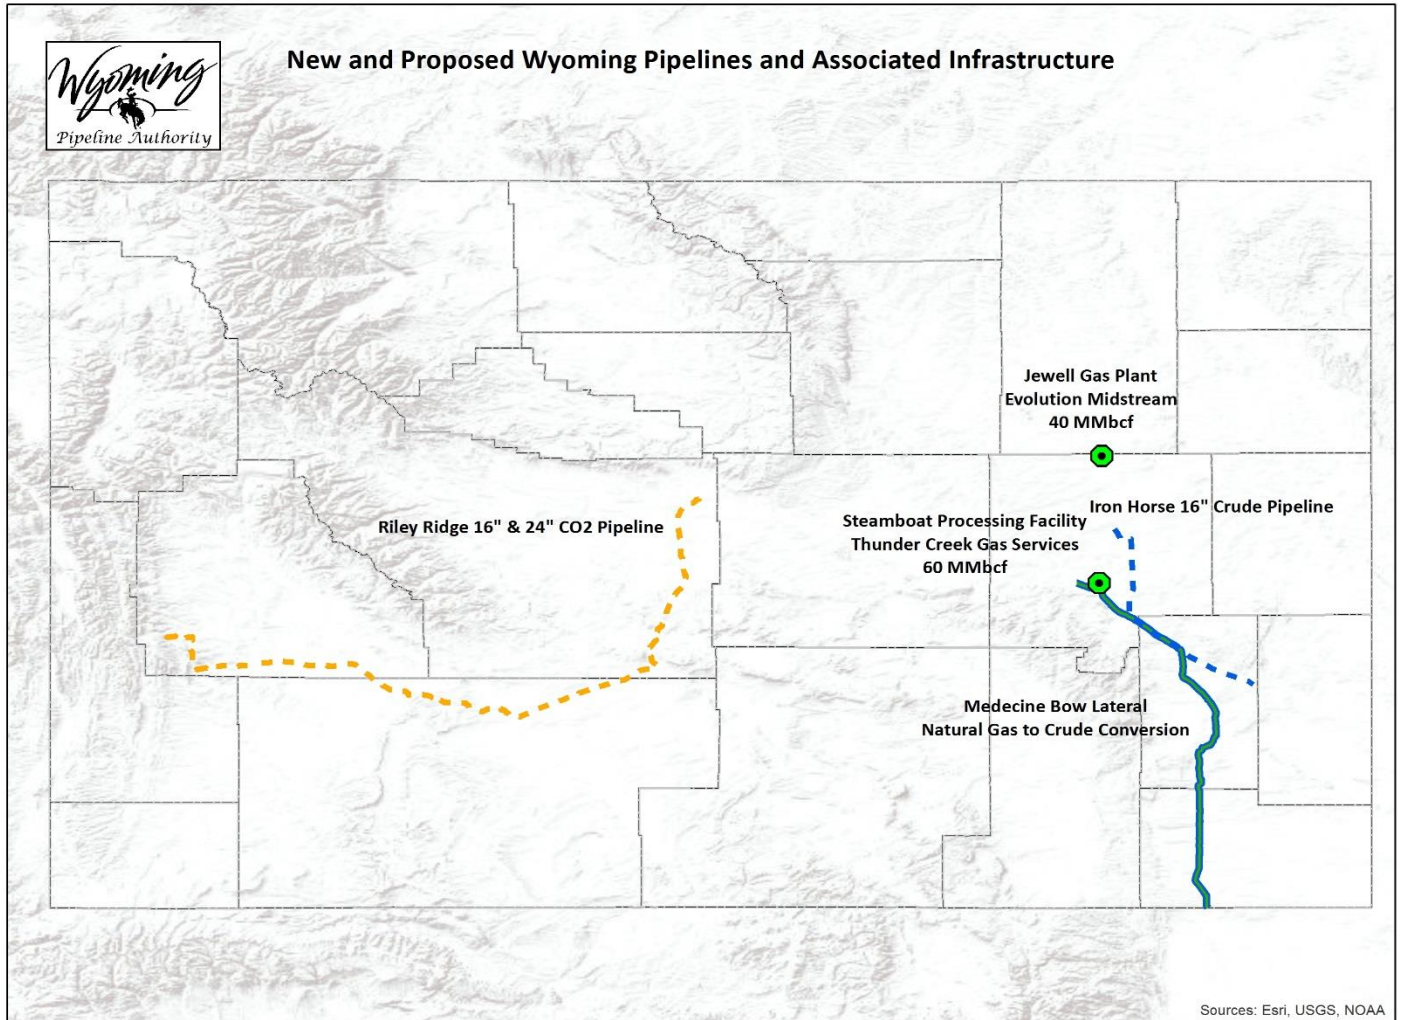 Wyoming
Pipeline Authority
New and Proposed Wyoming Pipelines and Associated Infrastructure
Jewell Gas Plant
Evolution Midstream
40 MMbcf
Riley Ridge 16" & 24" CO2 Pipeline
Iron Horse 16" Crude Pipeline
Steamboat Processing Facility
Thunder Creek Gas Services
60 MMbcf
Medecine Bow Lateral
Natural Gas to Crude Conversion
Sources: Esri, USGS, NOAA